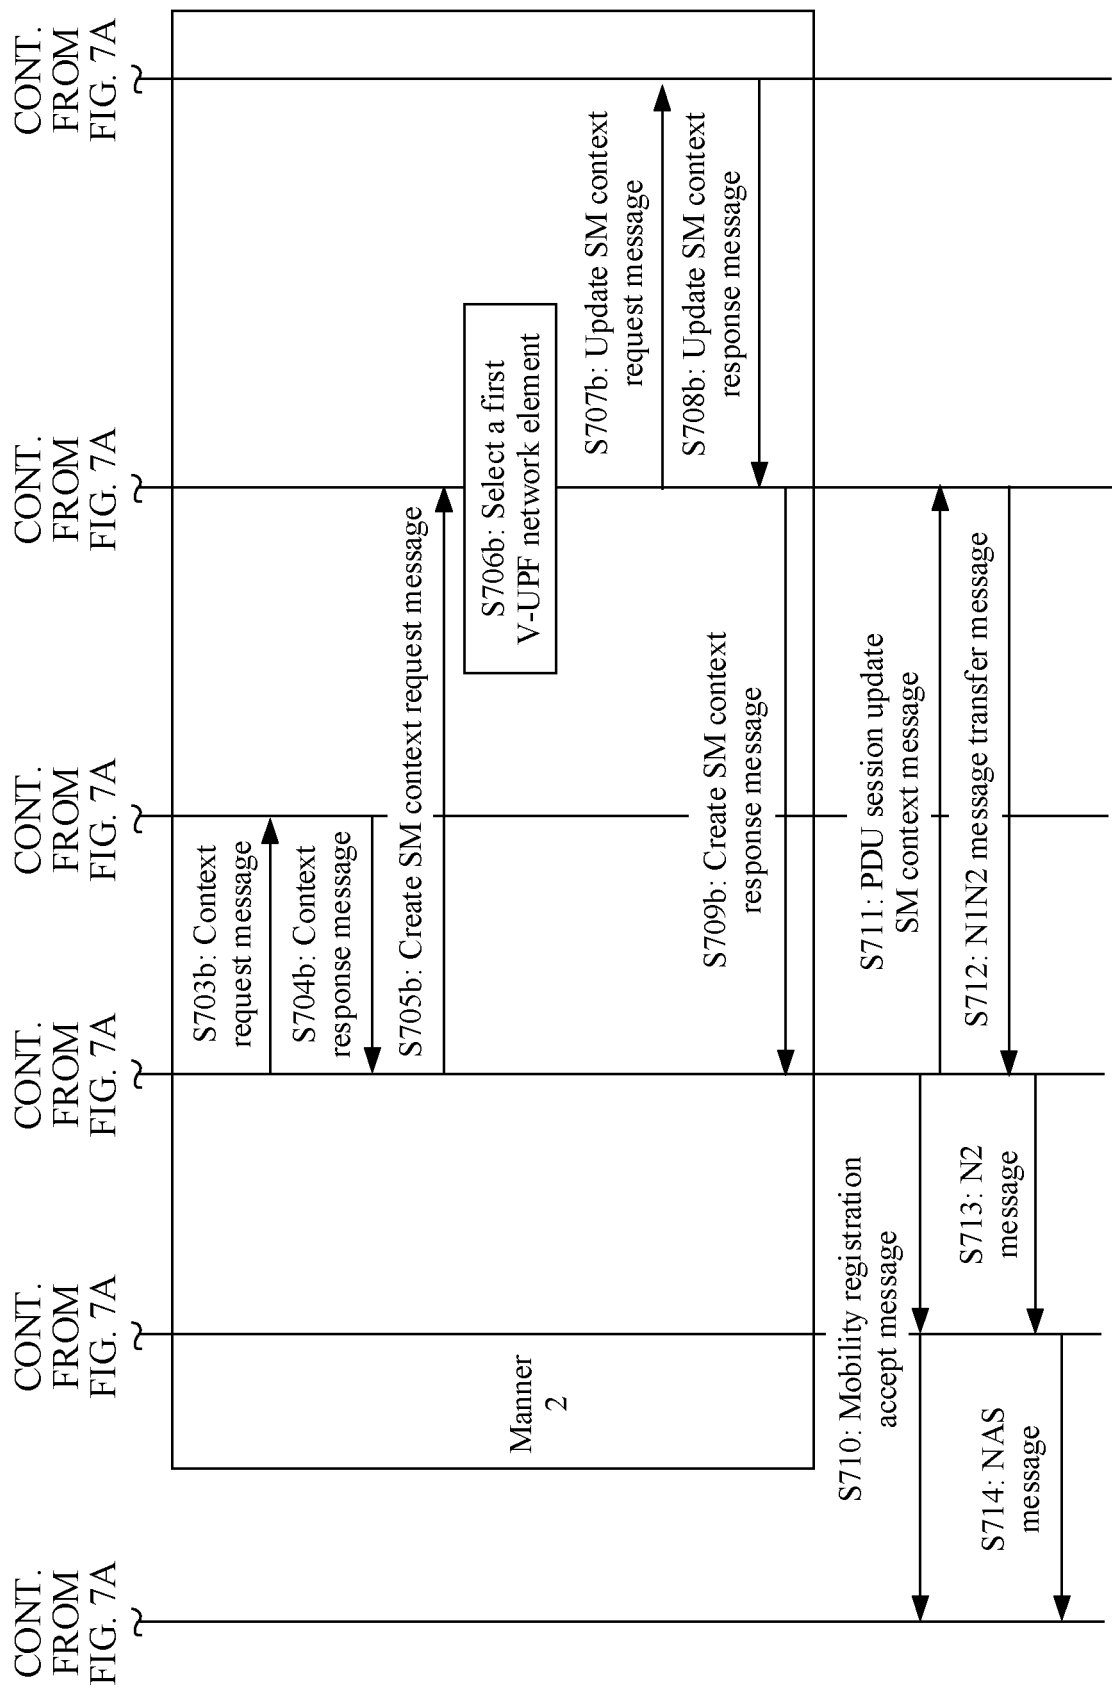 CONT.
FROM
FIG. 7A
CONT.
FROM
FIG. 7A
CONT.
FROM
FIG. 7A
CONT.
FROM
FIG. 7A
CONT.
FROM
FIG. 7A
CONT.
FROM
FIG. 7A
S703b: Context
request message
S704b: Context
response message
S705b: Create SM context request message
Manner
2
S706b: Select a first
V-UPF network element
S707b: Update SM context
request message
S708b: Update SM context
response message
S709b: Create SM context
response message
S710: Mobility registration
accept message
S711: PDU session update
SM context message
S712: N1N2 message transfer message
S713: N2
message
S714: NAS
message